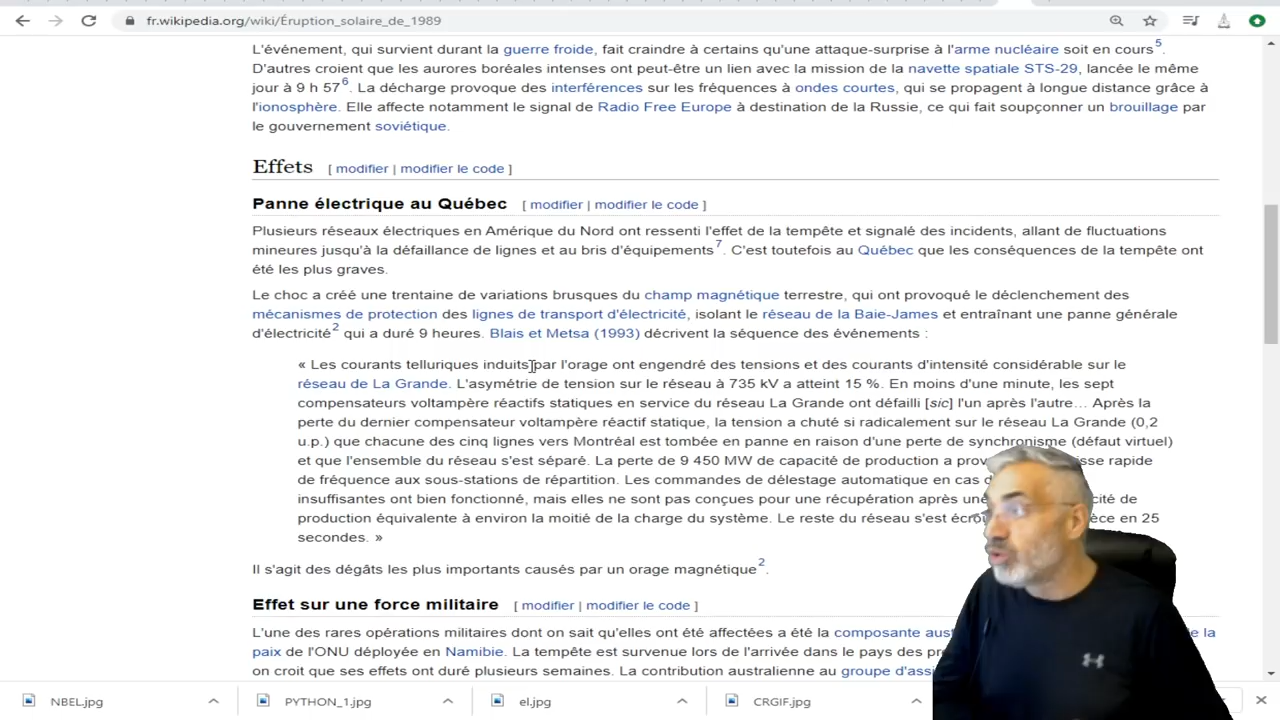 fr.wikipedia.org/wiki/Éruption_solaire_de_1989
L'événement, qui survient durant la guerre froide, fait craindre à certains qu'une attaque-surprise à l'arme nucléaire soit en cours5.
D'autres croient que les aurores boréales intenses ont peut-être un lien avec la mission de la navette spatiale STS-29, lancée le même
jour à 9 h 576. La décharge provoque des interférences sur les fréquences à ondes courtes, qui se propagent à longue distance grâce à
l'ionosphère. Elle affecte notamment le signal de Radio Free Europe à destination de la Russie, ce qui fait soupçonner un brouillage par
le gouvernement soviétique.
Effets [ modifier | modifier le code ]
Panne électrique au Québec [ modifier | modifier le code ]
Plusieurs réseaux électriques en Amérique du Nord ont ressenti l'effet de la tempête et signalé des incidents, allant de fluctuations
mineures jusqu'à la défaillance de lignes et au bris d'équipements7. C'est toutefois au Québec que les conséquences de la tempête ont
été les plus graves.
Le choc a créé une trentaine de variations brusques du champ magnétique terrestre, qui ont provoqué le déclenchement des
mécanismes de protection des lignes de transport d'électricité, isolant le réseau de la Baie-James et entraînant une panne générale
d'électricité2 qui a duré 9 heures. Blais et Metsa (1993) décrivent la séquence des événements :
« Les courants telluriques induits par l'orage ont engendré des tensions et des courants d'intensité considérable sur le
réseau de La Grande. L'asymétrie de tension sur le réseau à 735 kV a atteint 15 %. En moins d'une minute, les sept
compensateurs voltampère réactifs statiques en service du réseau La Grande ont défailli [sic] l'un après l'autre… Après la
perte du dernier compensateur voltampère réactif statique, la tension a chuté si radicalement sur le réseau La Grande (0,2
u.p.) que chacune des cinq lignes vers Montréal est tombée en panne en raison d'une perte de synchronisme (défaut virtuel)
et que l'ensemble du réseau s'est séparé. La perte de 9 450 MW de capacité de production a rapide
de fréquence aux sous-stations de répartition. Les commandes de délestage automatique en cas
insuffisantes ont bien fonctionné, mais elles ne sont pas conçues pour une récupération après de
production équivalente à environ la moitié de la charge du système. Le reste du réseau s'est en 25
secondes. »
Il s'agit des dégâts les plus importants causés par un orage magnétique2.
Effet sur une force militaire [ modifier | modifier le code ]
L'une des rares opérations militaires dont on sait qu'elles ont été affectées a été la composante la
paix de l'ONU déployée en Namibie. La tempête est survenue lors de l'arrivée dans le pays des
on croit que ses effets ont duré plusieurs semaines. La contribution australienne au groupe
NBEL.jpg
PYTHON_1.jpg
el.jpg
CRGIF.jpg